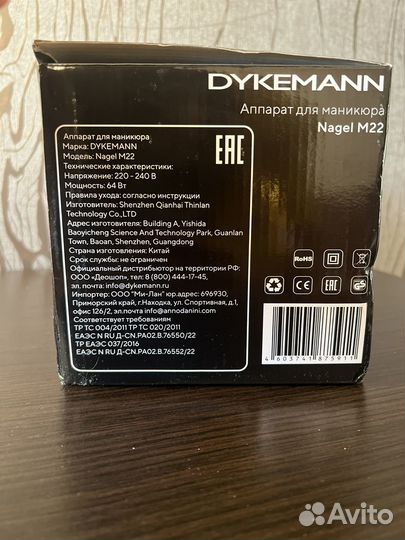 DYKEMANN
Аппарат для маникюра
Nagel M22
Аппарат для маникюра
Марка: DYKEMANN
Модель: Nagel M22
Технические характеристики:
Напряжение: 220 - 240 В
Мощность: 64 Вт
Правила ухода: согласно инструкции
Изготовитель: Shenzhen Qianhai Thinlan
Technology Co.,LTD
Адрес изготовителя: Building A, Yishida
Baoyicheng Science And Technology Park, Guanlan
Town, Baoan, Shenzhen, Guangdong
Страна изготовления: Китай
Срок службы: не ограничен
Официальный дистрибьютор на территории РФ:
ООО «Деошоп», тел.: 8 (800) 444-17-45,
эл. почта: info@dykemann.ru
Импортер: ООО "Ми-Лан" юр.адрес: 696930,
Приморский край, г.Находка, ул. Спортивная, д.1,
офис 126/2, эл.почта: info@annodanini.com
Соответствие требованиям
ТР ТС 004/2011 ТР ТС 020/2011
ЕАЭС N RU Д-CN.РА02.В.76550/22
ТР ЕАЭС 037/2016
ЕАЭС N RU Д-CN.РА02.В.76552/22
EAC
RoHS
CE
GS
4603741875911
Avito